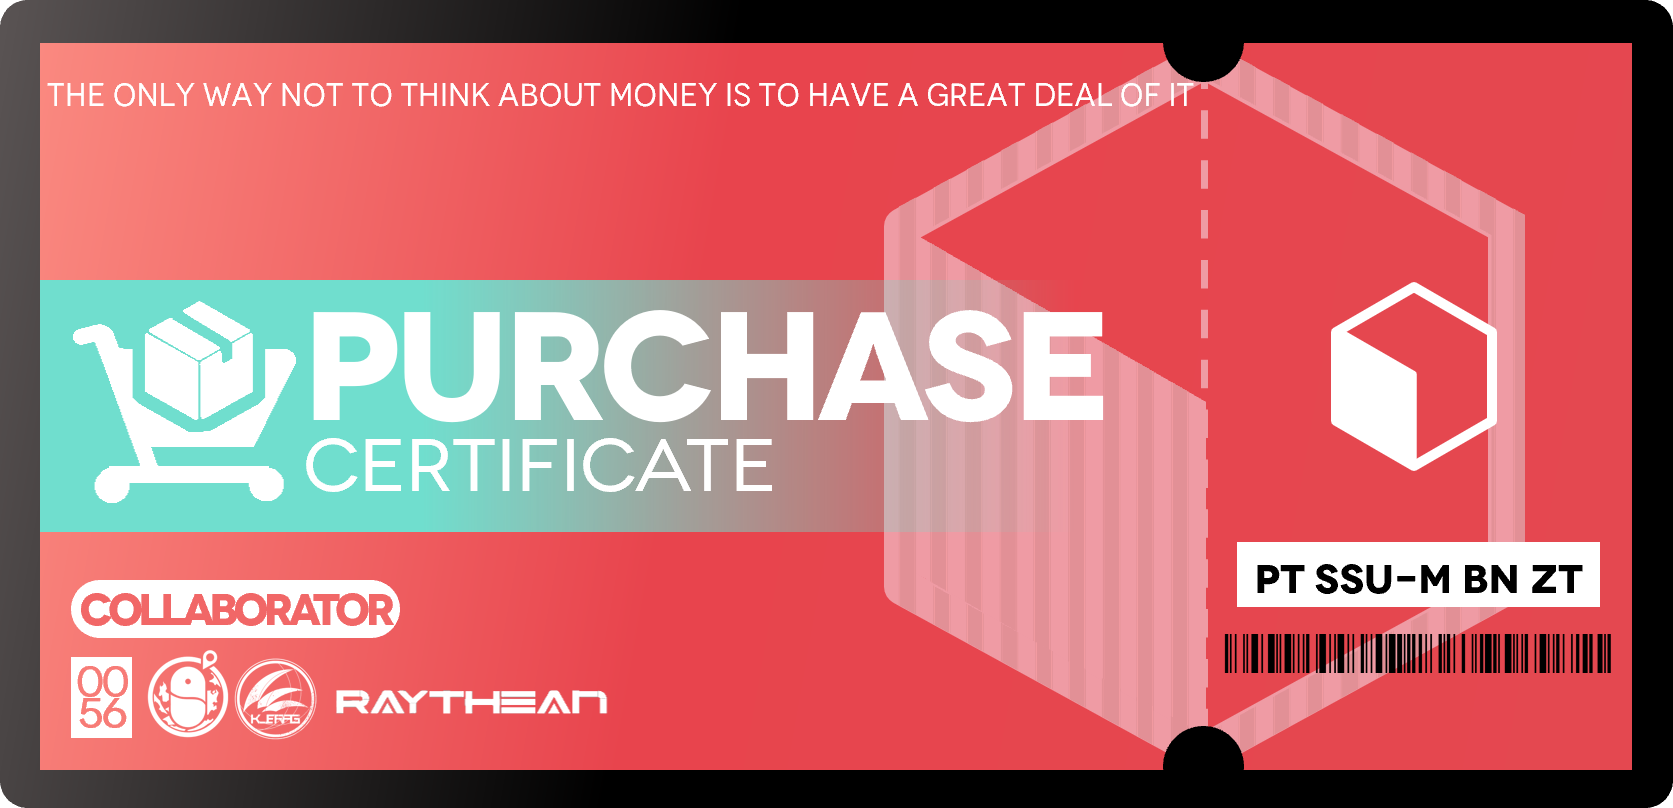 THE ONLY WAY NOT TO THINK ABOUT MONEY IS TO HAVE A GREAT DEAL OF IT
PURCHASE
CERTIFICATE
PT SSU-M BN ZT
COLLABORATOR
00
56
KLERFG
RAYTHEAN